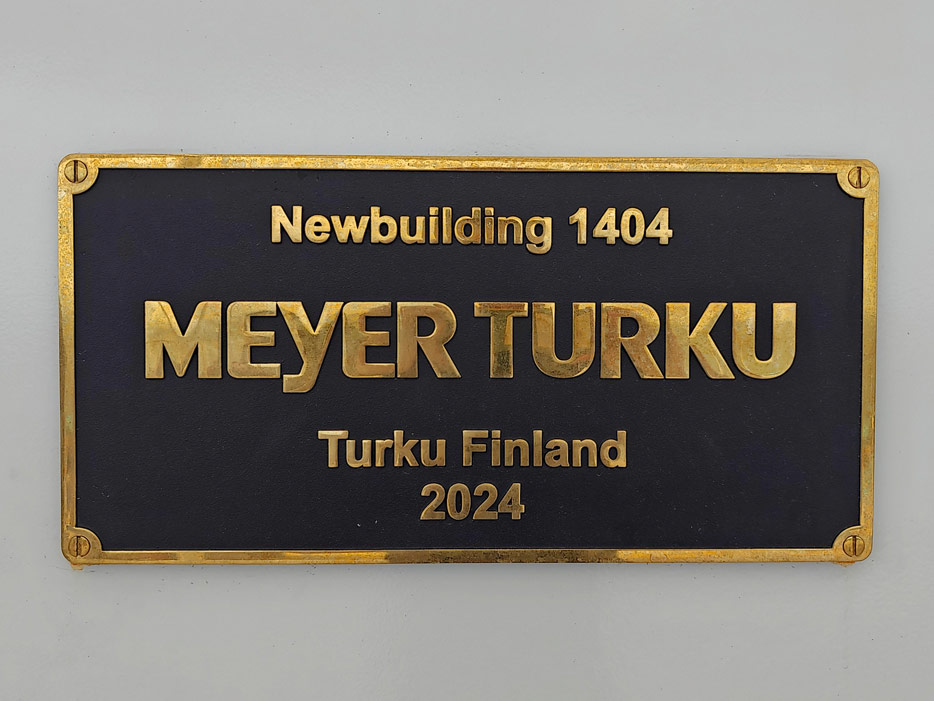 Newbuilding 1404
MEYER TURKU
Turku Finland
2024